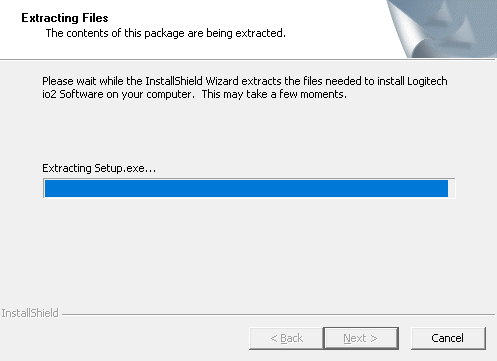 Extracting Files
The contents of this package are being extracted.
Please wait while the InstallShield Wizard extracts the files needed to install Logitech
io2 Software on your computer.  This may take a few moments.
Extracting Setup.exe...
InstallShield
< Back
Next >
Cancel